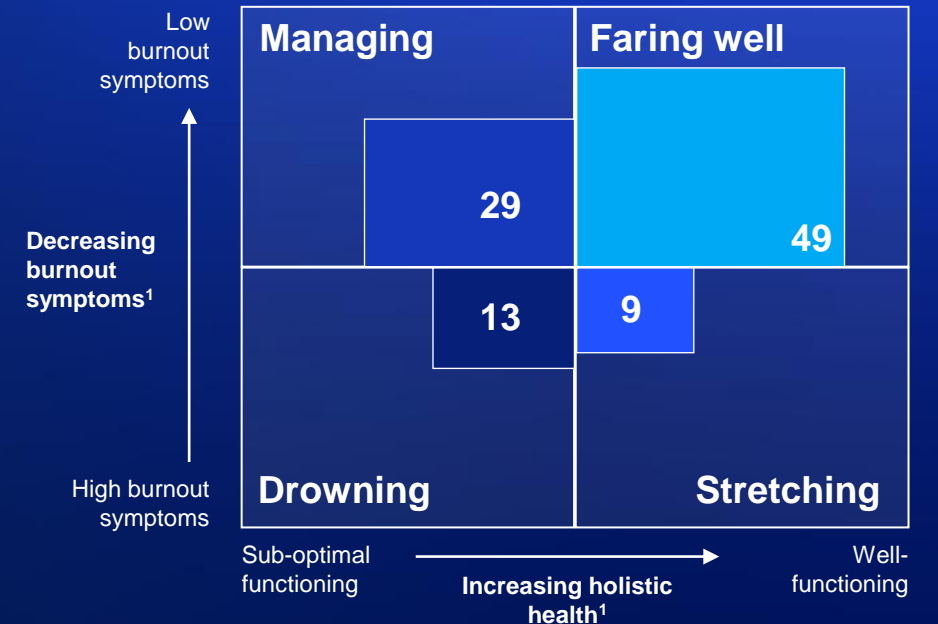 Low
burnout
symptoms
Managing
Faring well
29
49
Decreasing
burnout
symptoms¹
13
9
High burnout
symptoms
Drowning
Stretching
Sub-optimal
functioning
Increasing holistic
health¹
Well-
functioning